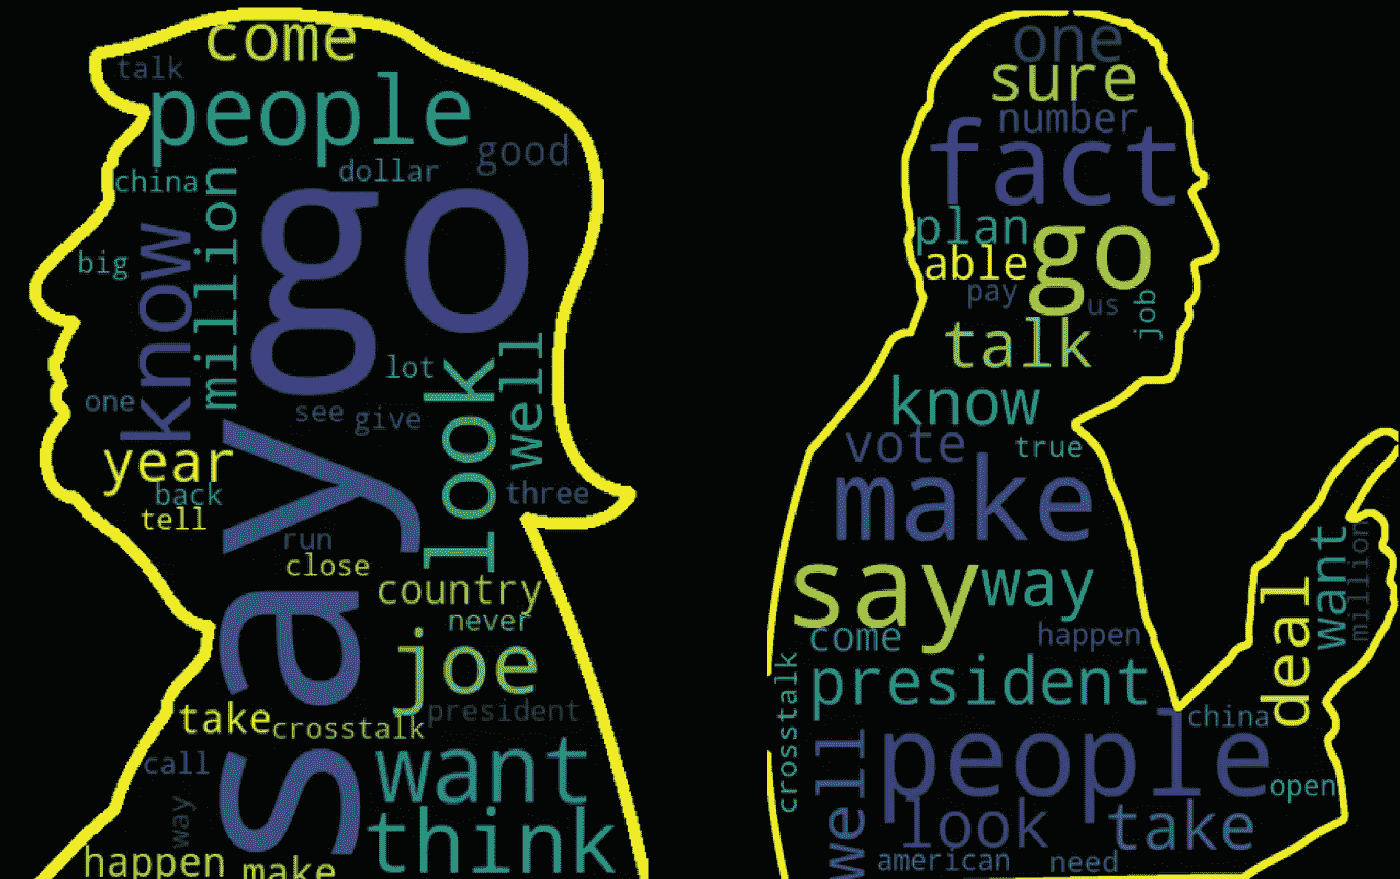 come
talk
people
good
dollar
china
million
go
know
big
lot
look
well
one
see
give
year
say
back
three
tell
run
close
country
never
joe
take
crosstalk
president
call
want
way
think
happen
make
one
sure
number
fact
plan
go
able
pay
us
job
talk
know
vote
true
make
say
way
want
million
deal
come
happen
crosstalk
president
people
china
well
open
look
take
american
need